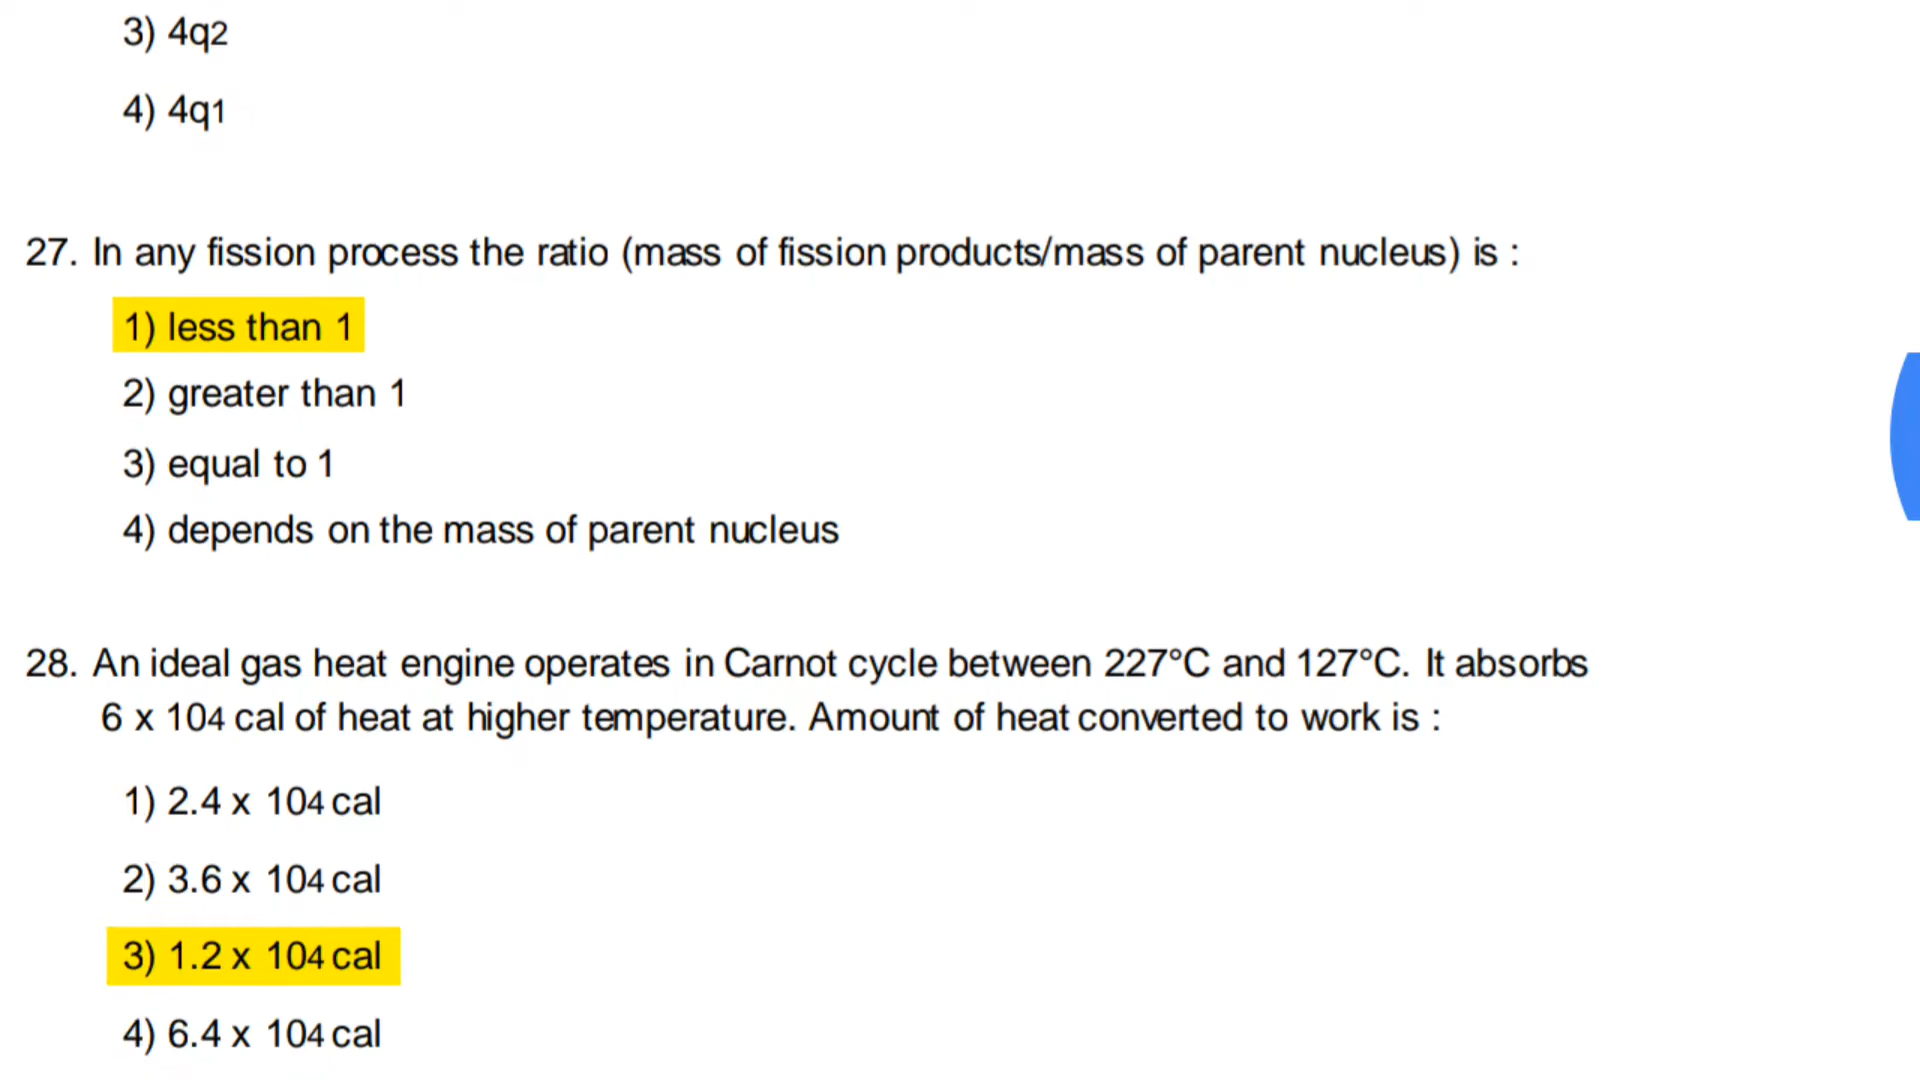 3) 4q2
4) 4q1
27. In any fission process the ratio (mass of fission products/mass of parent nucleus) is :
1) less than 1
2) greater than 1
3) equal to 1
4) depends on the mass of parent nucleus
28. An ideal gas heat engine operates in Carnot cycle between 227°C and 127°C. It absorbs
6 x 104 cal of heat at higher temperature. Amount of heat converted to work is :
1) 2.4 x 104 cal
2) 3.6 x 104 cal
3) 1.2 x 104 cal
4) 6.4 x 104 cal